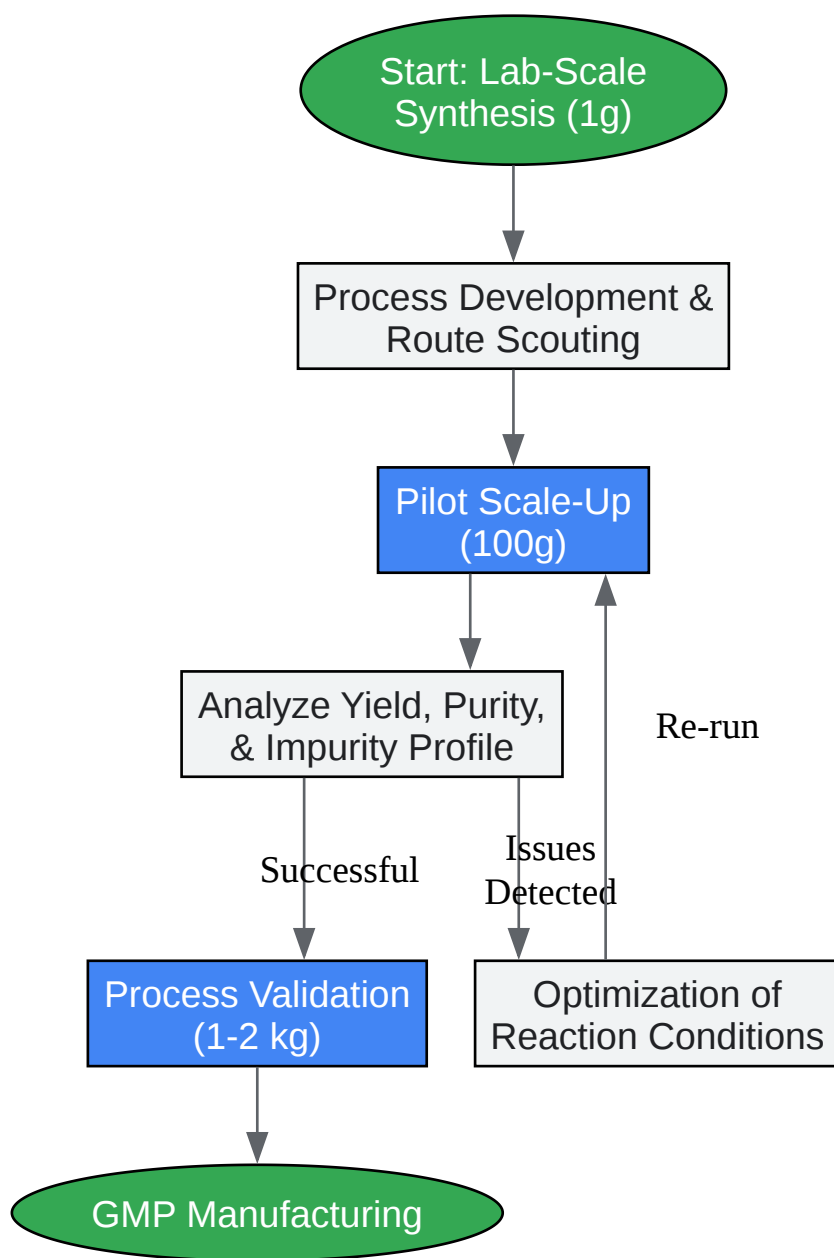 Start: Lab-Scale
Synthesis (1g)
Process Development &
Route Scouting
Pilot Scale-Up
(100g)
Analyze Yield, Purity,
& Impurity Profile
Re-run
Successful
Issues
Detected
Process Validation
(1-2 kg)
Optimization of
Reaction Conditions
GMP Manufacturing